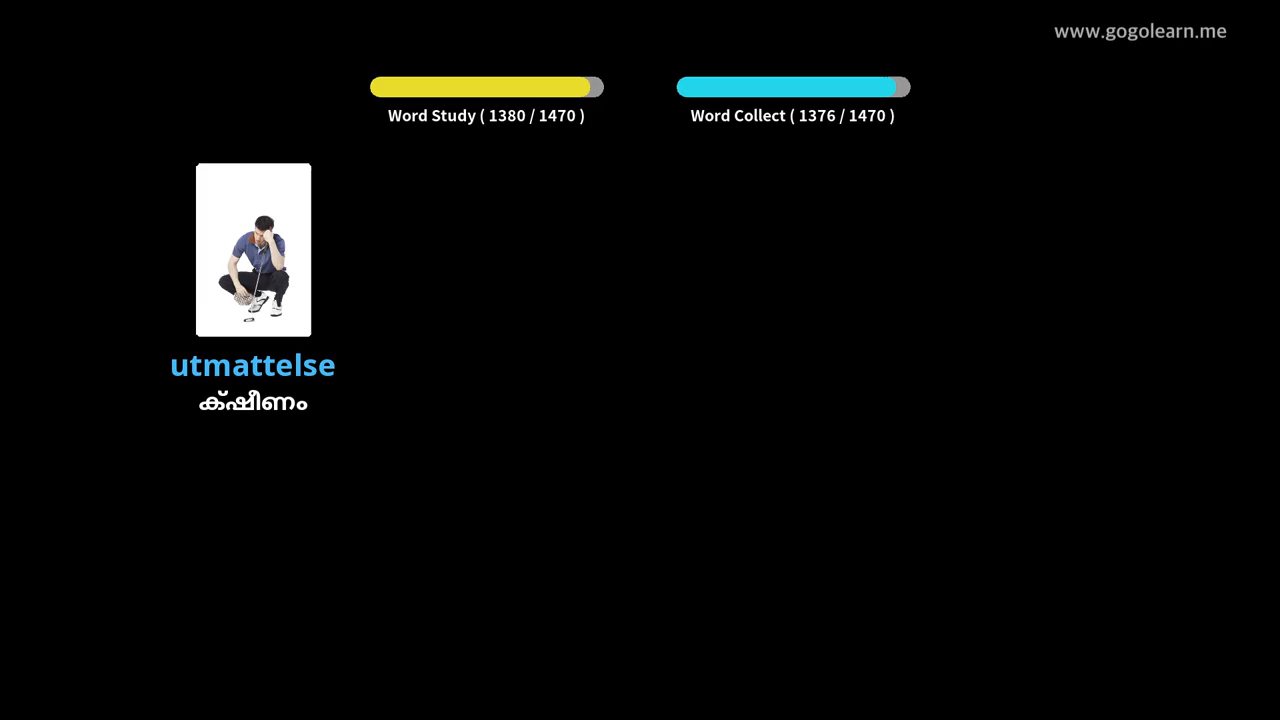 www.gogolearn.me
Word Study ( 1380 / 1470 )
Word Collect ( 1376 / 1470 )
utmattelse
ക്ഷീണം